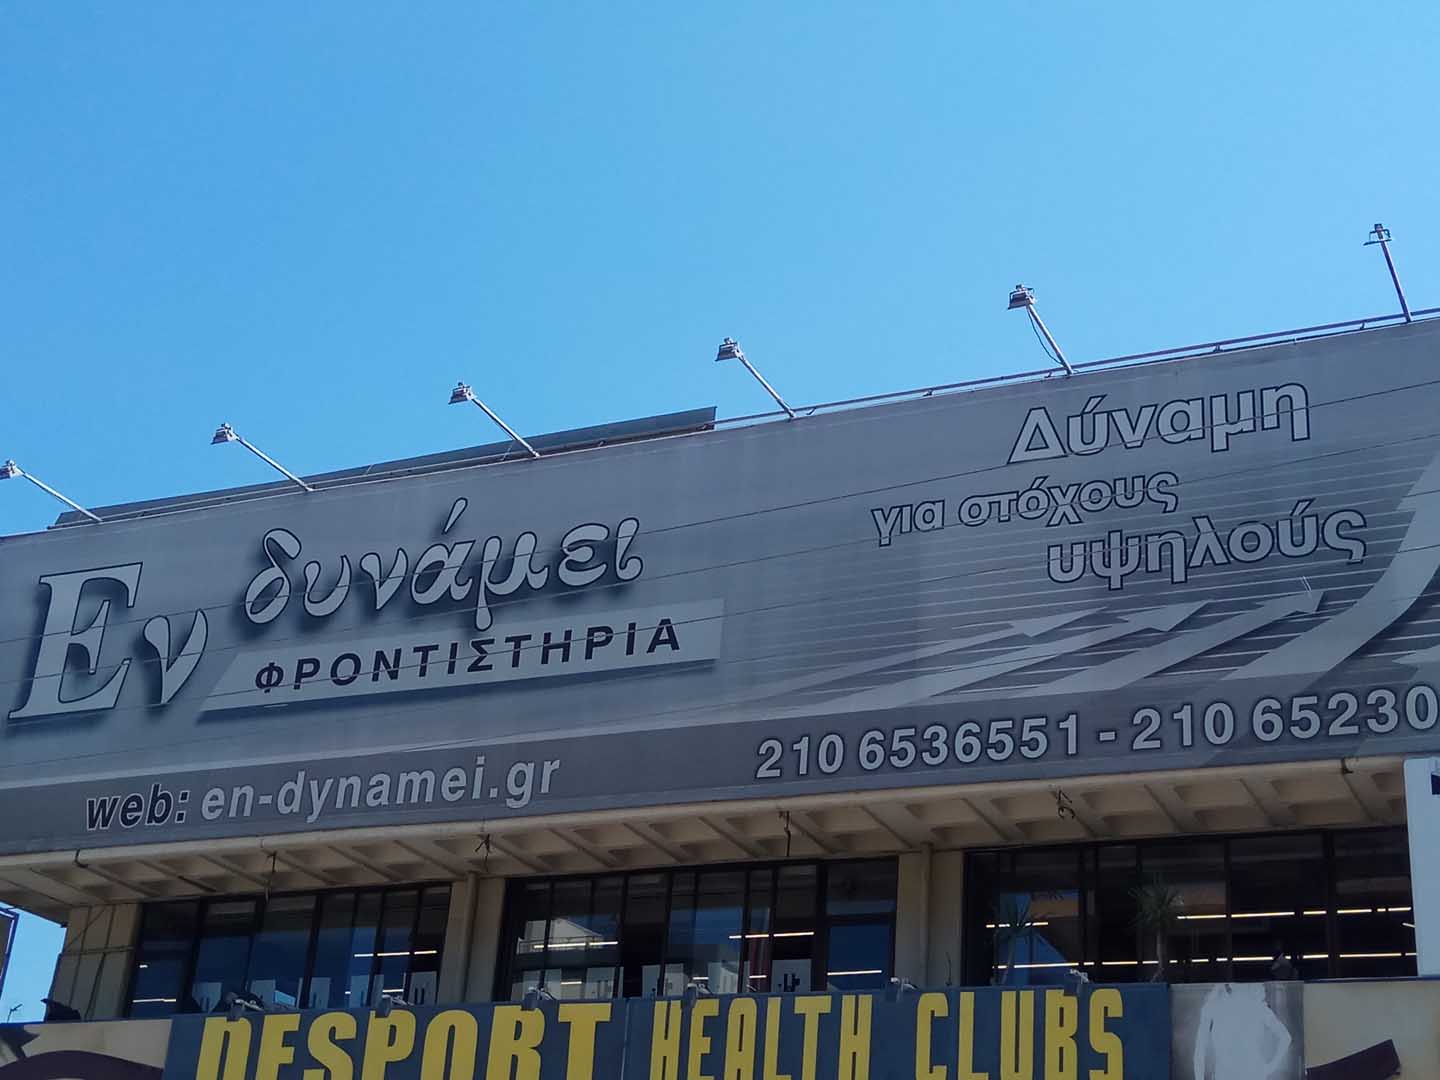 Εν δυνάμει
ΦΡΟΝΤΙΣΤΗΡΙΑ
Δύναμη
για στόχους
υψηλούς
web: en-dynamei.gr
210 6536551 - 210 65230
DESPORT HEALTH CLUBS